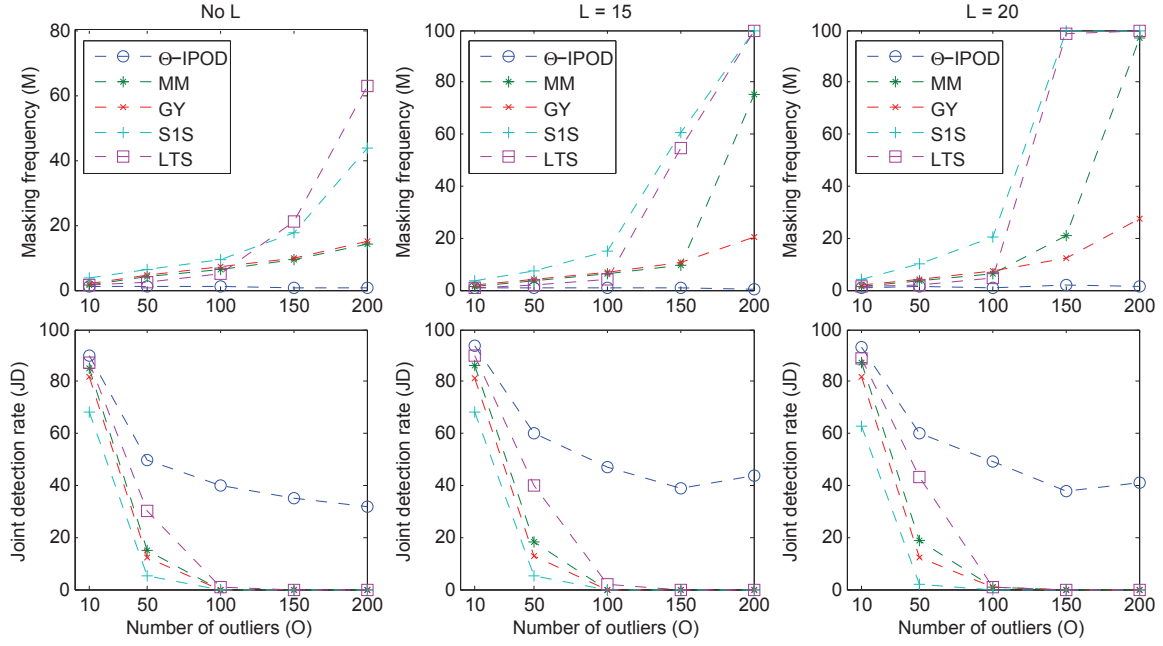 No L
Masking frequency (M)
80
60
40
20
0
10 50 100 150 200
Θ−IPOD
MM
GY
S1S
LTS
L = 15
Masking frequency (M)
100
80
60
40
20
0
10 50 100 150 200
Θ−IPOD
MM
GY
S1S
LTS
L = 20
Masking frequency (M)
100
80
60
40
20
0
10 50 100 150 200
Θ−IPOD
MM
GY
S1S
LTS
Joint detection rate (JD)
100
80
60
40
20
0
10 50 100 150 200
Number of outliers (O)
Joint detection rate (JD)
100
80
60
40
20
0
10 50 100 150 200
Number of outliers (O)
Joint detection rate (JD)
100
80
60
40
20
0
10 50 100 150 200
Number of outliers (O)